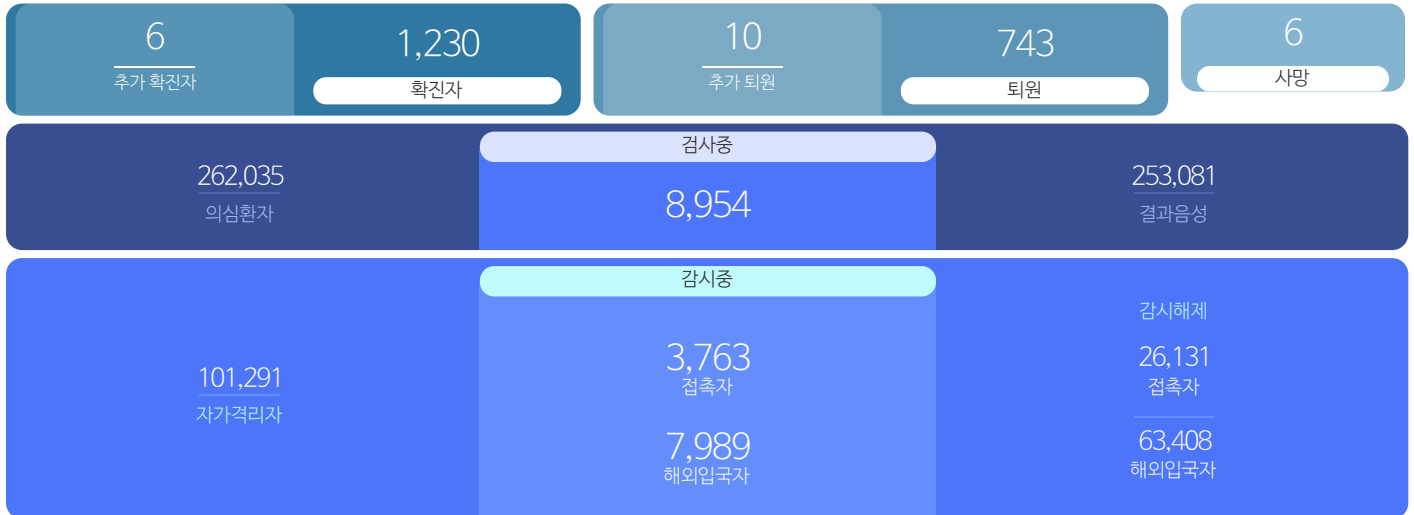 6
추가 확진자
1,230
확진자
10
추가 퇴원
743
퇴원
6
사망
262,035
의심환자
검사중
8,954
253,081
결과음성
101,291
자가격리자
감시중
3,763
접촉자
7,989
해외입국자
감시해제
26,131
접촉자
63,408
해외입국자